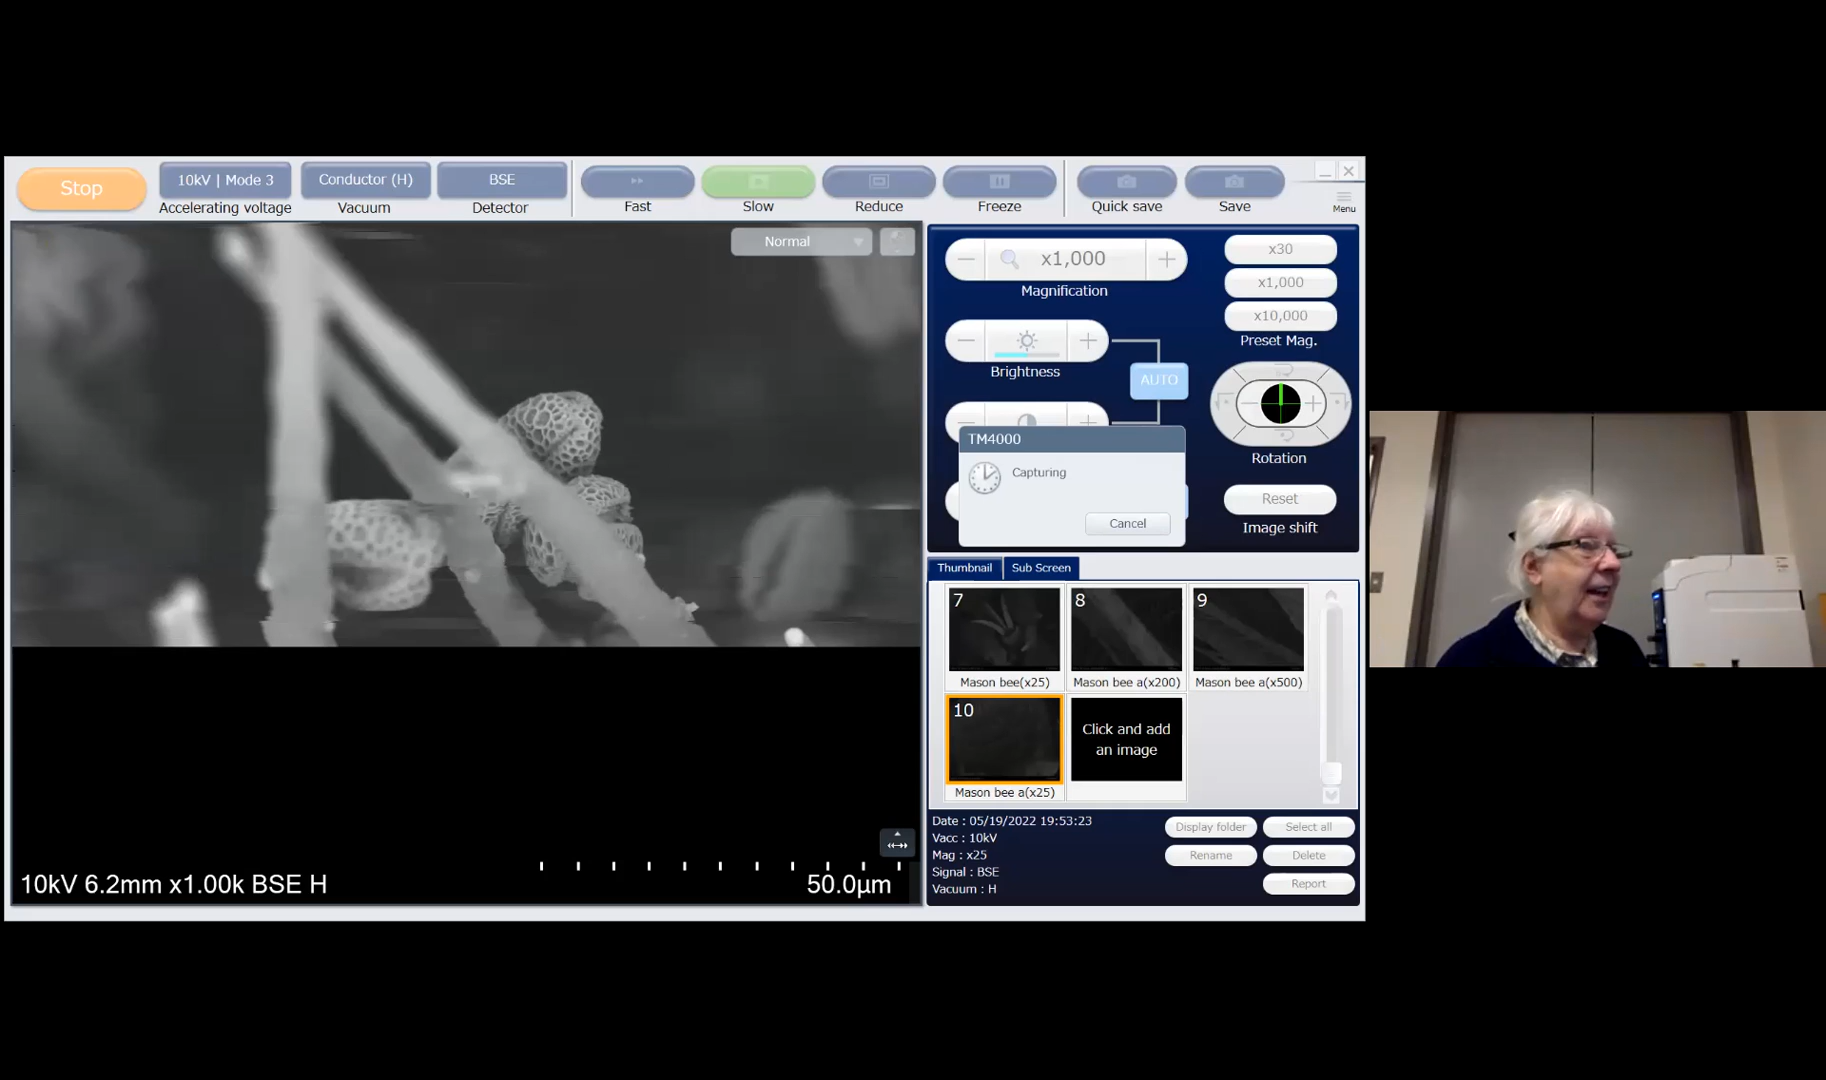 Stop
10kV | Mode 3
Accelerating voltage
Conductor (H)
Vacuum
BSE
Detector
Fast
Slow
Reduce
Freeze
Quick save
Save
Menu
Normal
x1,000
Magnification
Brightness
AUTO
x30
x1,000
x10,000
Preset Mag.
Rotation
Reset
Image shift
TM4000
Capturing
Cancel
Thumbnail
Sub Screen
7
8
9
Mason bee(x25)
Mason bee a(x200)
Mason bee a(x500)
10
Click and add
an image
Mason bee a(x25)
Date : 05/19/2022 19:53:23
Vacc : 10kV
Mag : x25
Signal : BSE
Vacuum : H
Display folder
Select all
Rename
Delete
Report
10kV 6.2mm x1.00k BSE H
50.0µm